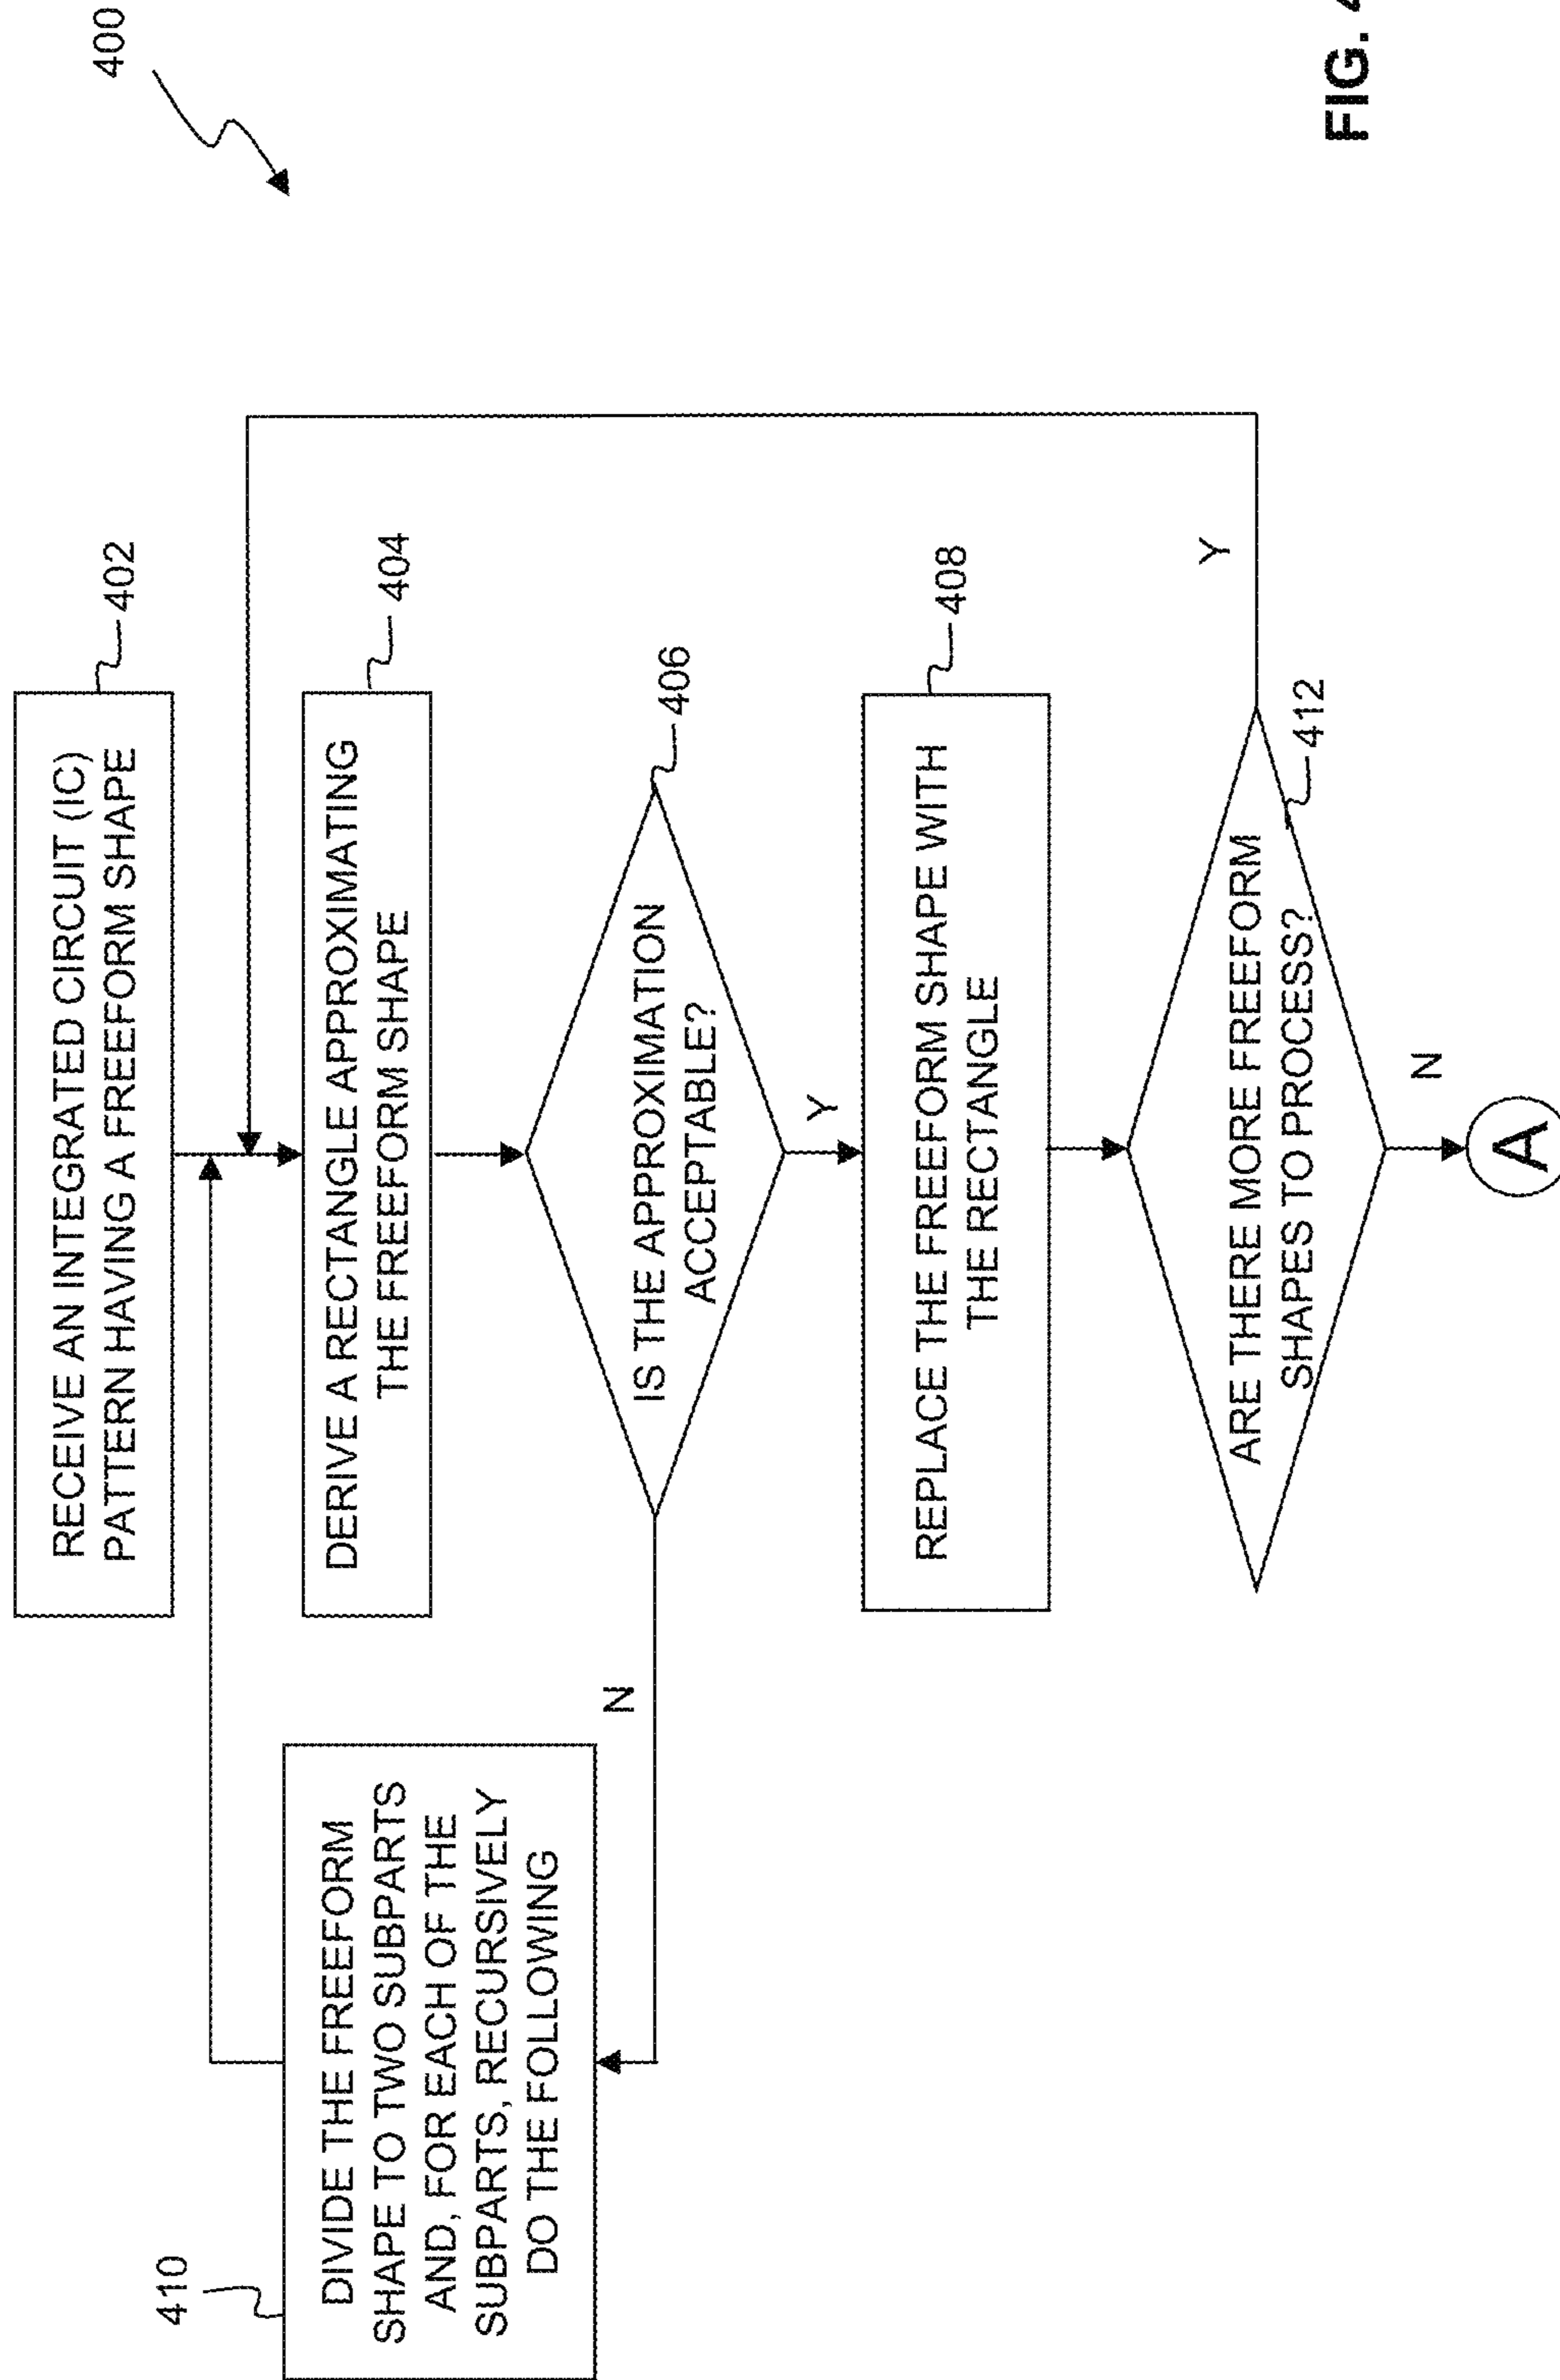 400
RECEIVE AN INTEGRATED CIRCUIT (IC)
PATTERN HAVING A FREEFORM SHAPE
402
DERIVE A RECTANGLE APPROXIMATING
THE FREEFORM SHAPE
404
IS THE APPROXIMATION
ACCEPTABLE?
406
N
Y
410
DIVIDE THE FREEFORM
SHAPE TO TWO SUBPARTS
AND, FOR EACH OF THE
SUBPARTS, RECURSIVELY
DO THE FOLLOWING
REPLACE THE FREEFORM SHAPE WITH
THE RECTANGLE
408
ARE THERE MORE FREEFORM
SHAPES TO PROCESS?
412
Y
N
A
FIG.